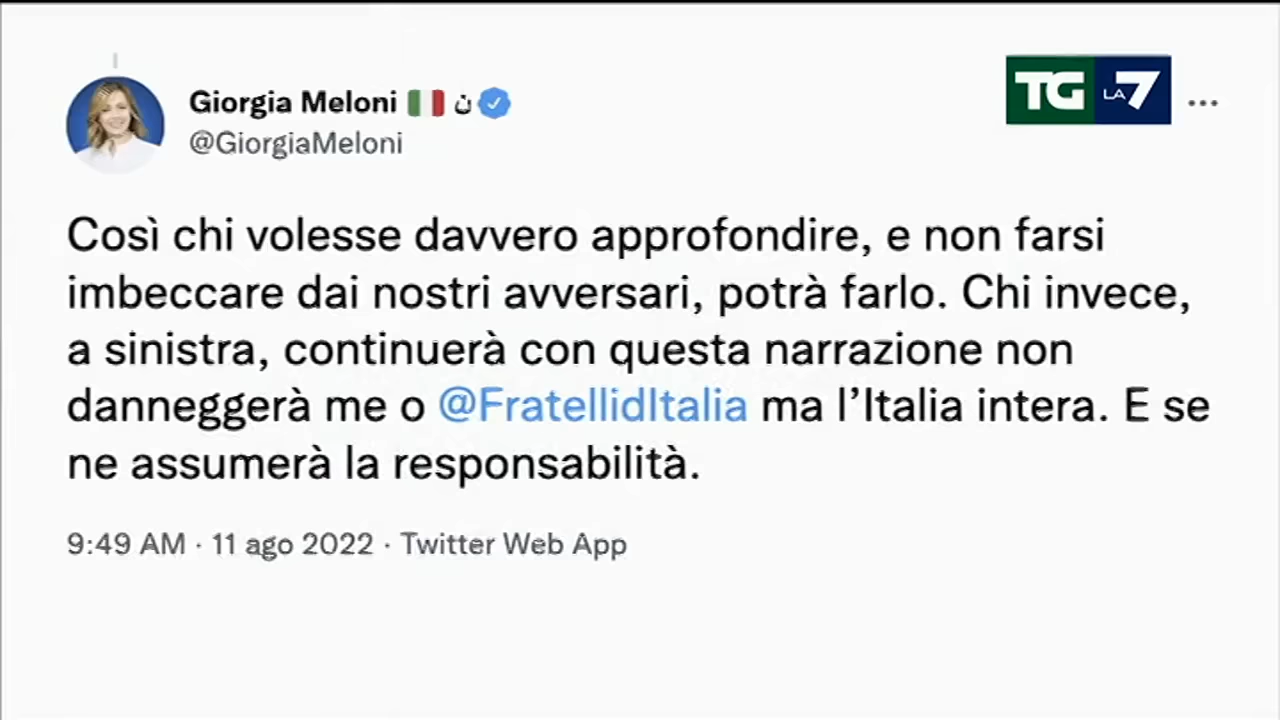 Giorgia Meloni 🇮🇹 ن
@GiorgiaMeloni
TG LA7
Così chi volesse davvero approfondire, e non farsi
imbeccare dai nostri avversari, potrà farlo. Chi invece,
a sinistra, continuerà con questa narrazione non
danneggerà me o @FratellidItalia ma l’Italia intera. E se
ne assumerà la responsabilità.
9:49 AM · 11 ago 2022 · Twitter Web App